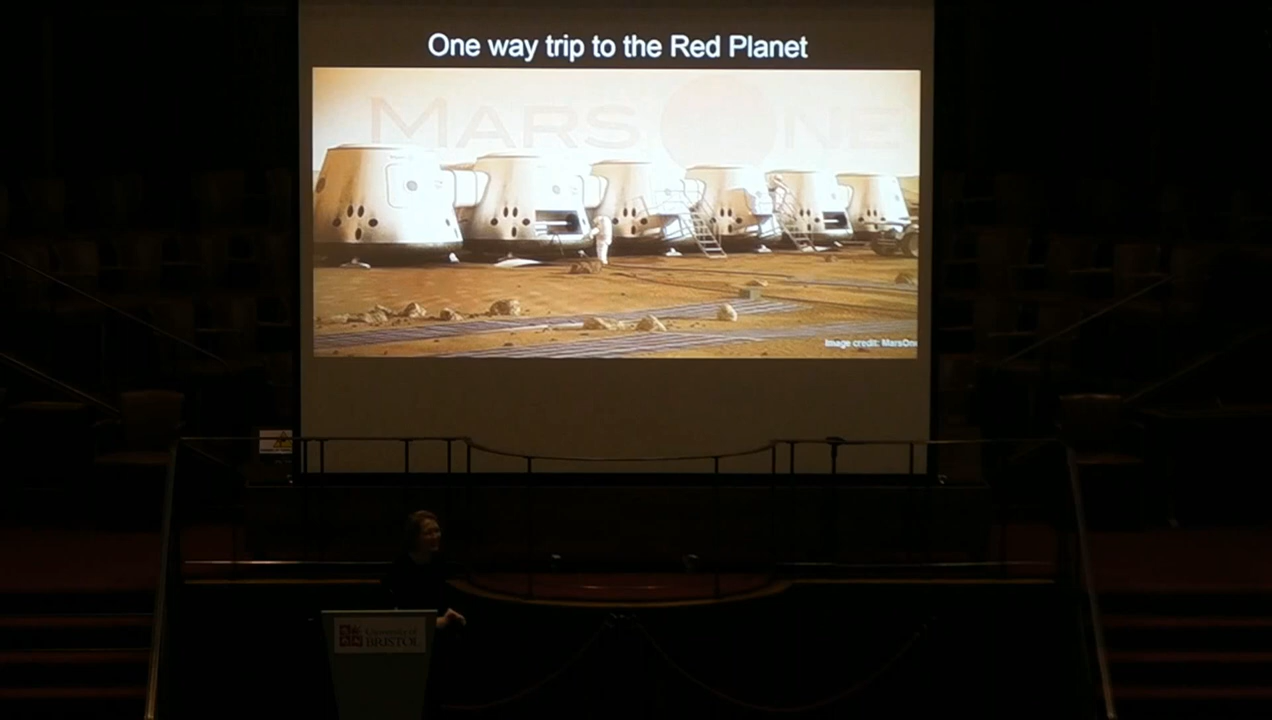 One way trip to the Red Planet
MARS ONE
Image credit: MarsOne
University of
BRISTOL